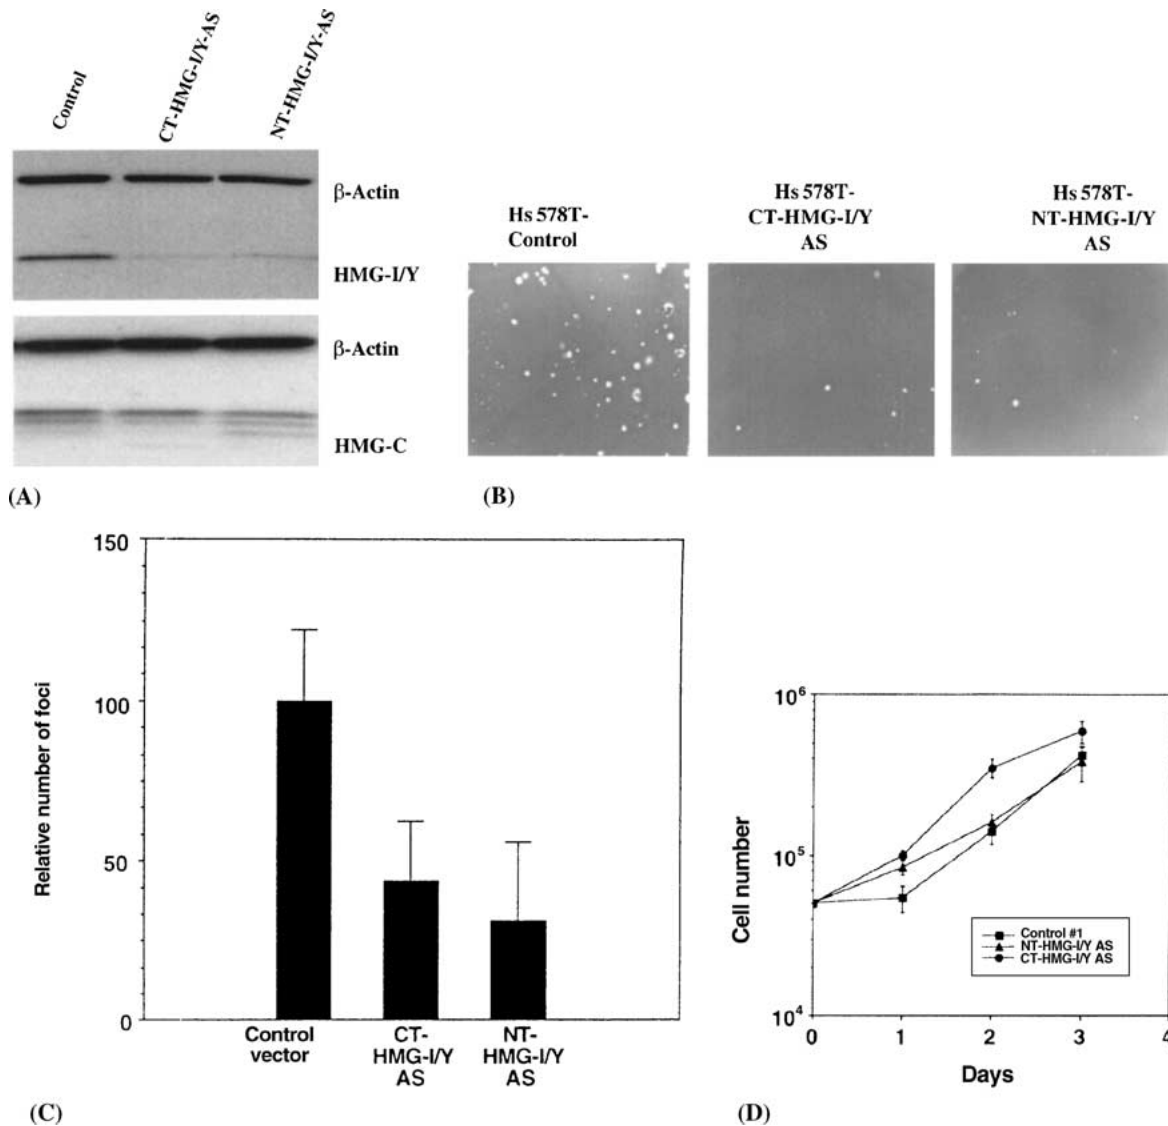 Control
CT-HMG-I/Y-AS
NT-HMG-I/Y-AS
β-Actin
HMG-I/Y
β-Actin
HMG-C
(A)
Hs 578T-
Control
Hs 578T-
CT-HMG-I/Y
AS
Hs 578T-
NT-HMG-I/Y
AS
(B)
150
100
50
0
Relative number of foci
Control
vector
CT-
HMG-I/Y
AS
NT-
HMG-I/Y
AS
(C)
10⁶
10⁵
10⁴
Cell number
Control #1
NT-HMG-I/Y AS
CT-HMG-I/Y AS
0 1 2 3 4
Days
(D)